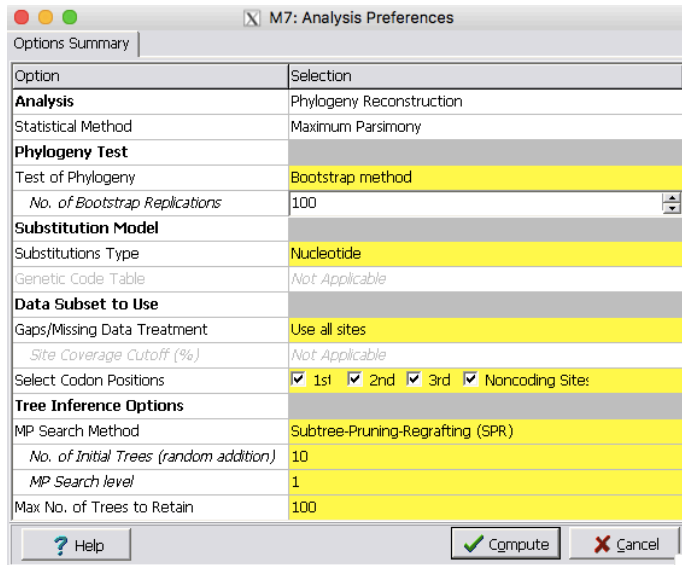 M7: Analysis Preferences
Options Summary
Option Selection
Analysis Phylogeny Reconstruction
Statistical Method Maximum Parsimony
Phylogeny Test
Test of Phylogeny Bootstrap method
No. of Bootstrap Replications 100
Substitution Model
Substitutions Type Nucleotide
Genetic Code Table Not Applicable
Data Subset to Use
Gaps/Missing Data Treatment Use all sites
Site Coverage Cutoff (%) Not Applicable
Select Codon Positions 1st 2nd 3rd Noncoding Sites
Tree Inference Options
MP Search Method Subtree-Pruning-Regrafting (SPR)
No. of Initial Trees (random addition) 10
MP Search level 1
Max No. of Trees to Retain 100
? Help Compute Cancel